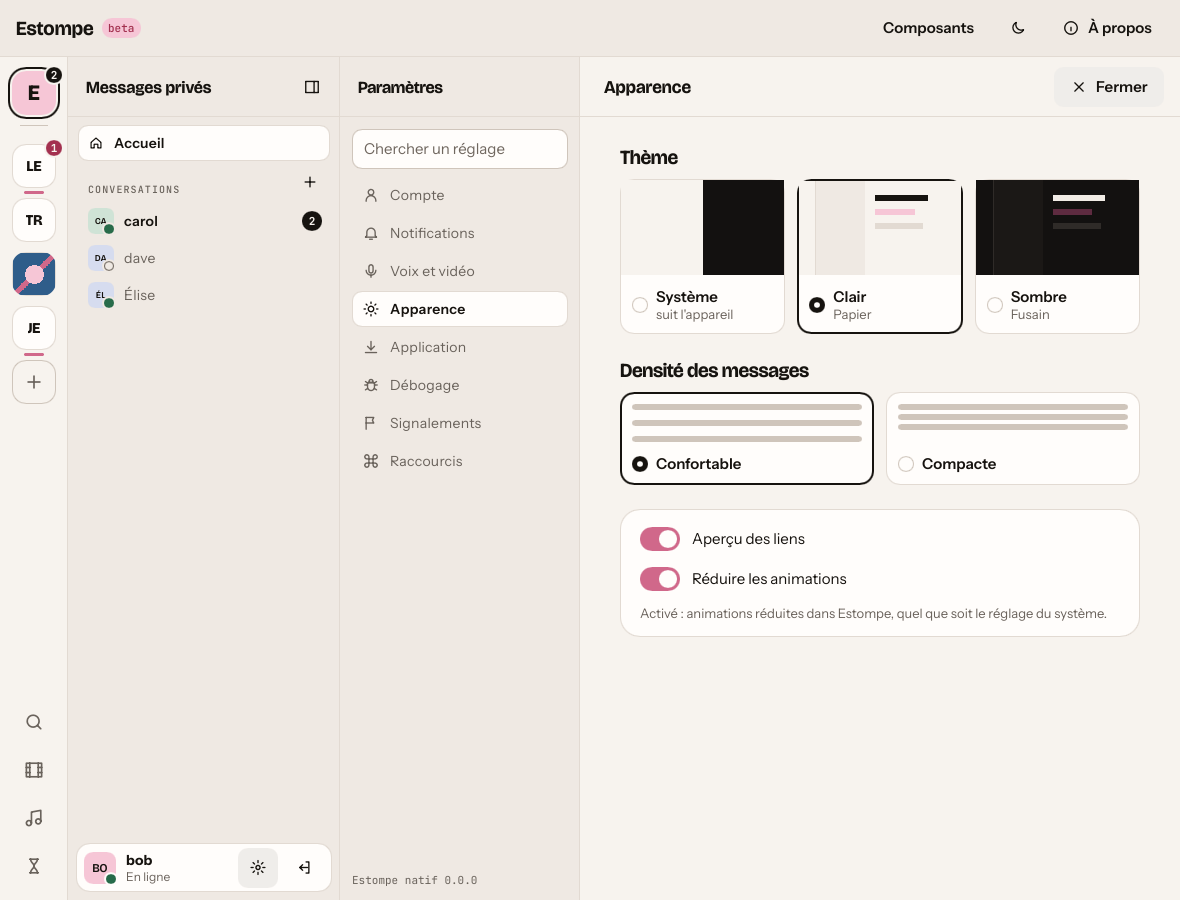 Estompe beta
Composants
À propos
E
2
LE
1
TR
JE
Messages privés
Accueil
CONVERSATIONS
CA
carol
2
DA
dave
ÉL
Élise
BO
bob
En ligne
Paramètres
Chercher un réglage
Compte
Notifications
Voix et vidéo
Apparence
Application
Débogage
Signalements
Raccourcis
Estompe natif 0.0.0
Apparence
Fermer
Thème
Système
suit l'appareil
Clair
Papier
Sombre
Fusain
Densité des messages
Confortable
Compacte
Aperçu des liens
Réduire les animations
Activé : animations réduites dans Estompe, quel que soit le réglage du système.